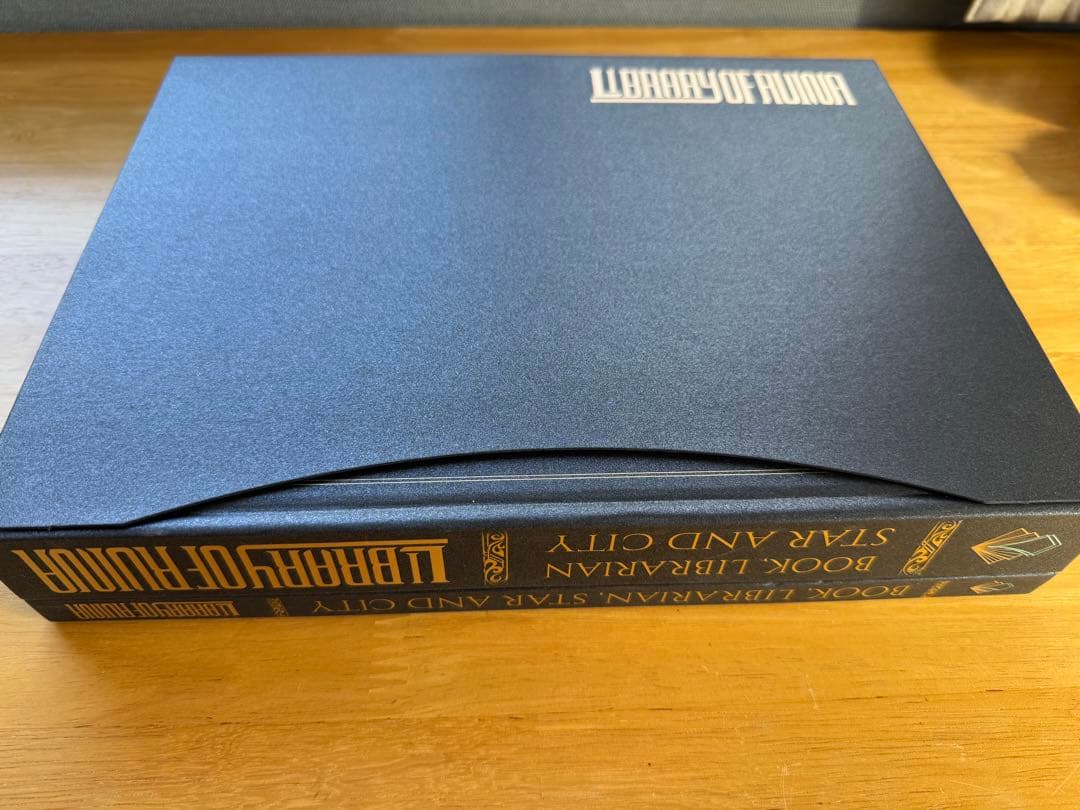 LIBRARY OF RUINA
LIBRARY OF RUINA
BOOK, LIBRARIAN
STAR AND CITY
LIBRARY OF RUINA
BOOK, LIBRARIAN, STAR AND CITY